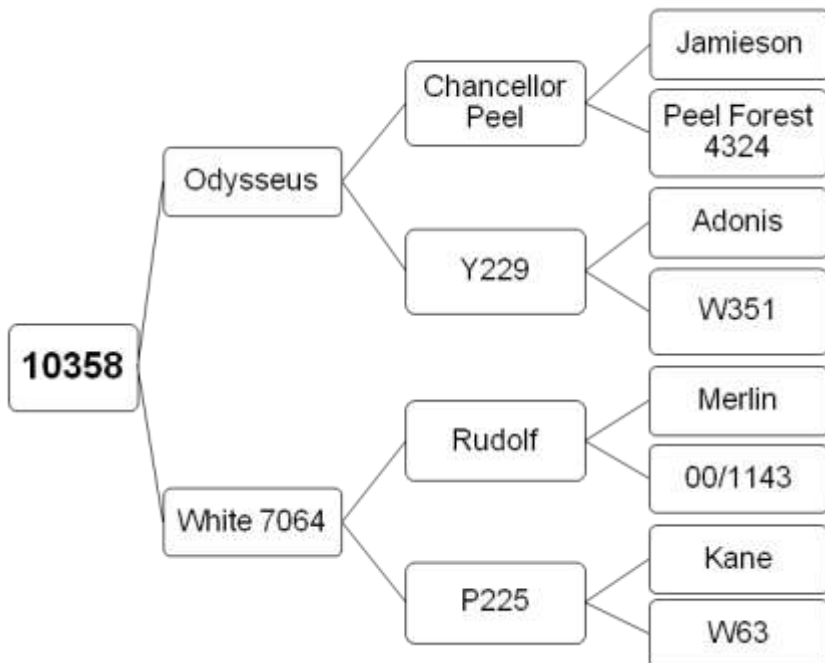 Jamieson
Chancellor
Peel
Peel Forest
4324
Odysseus
Adonis
Y229
W351
10358
Merlin
Rudolf
00/1143
White 7064
Kane
P225
W63